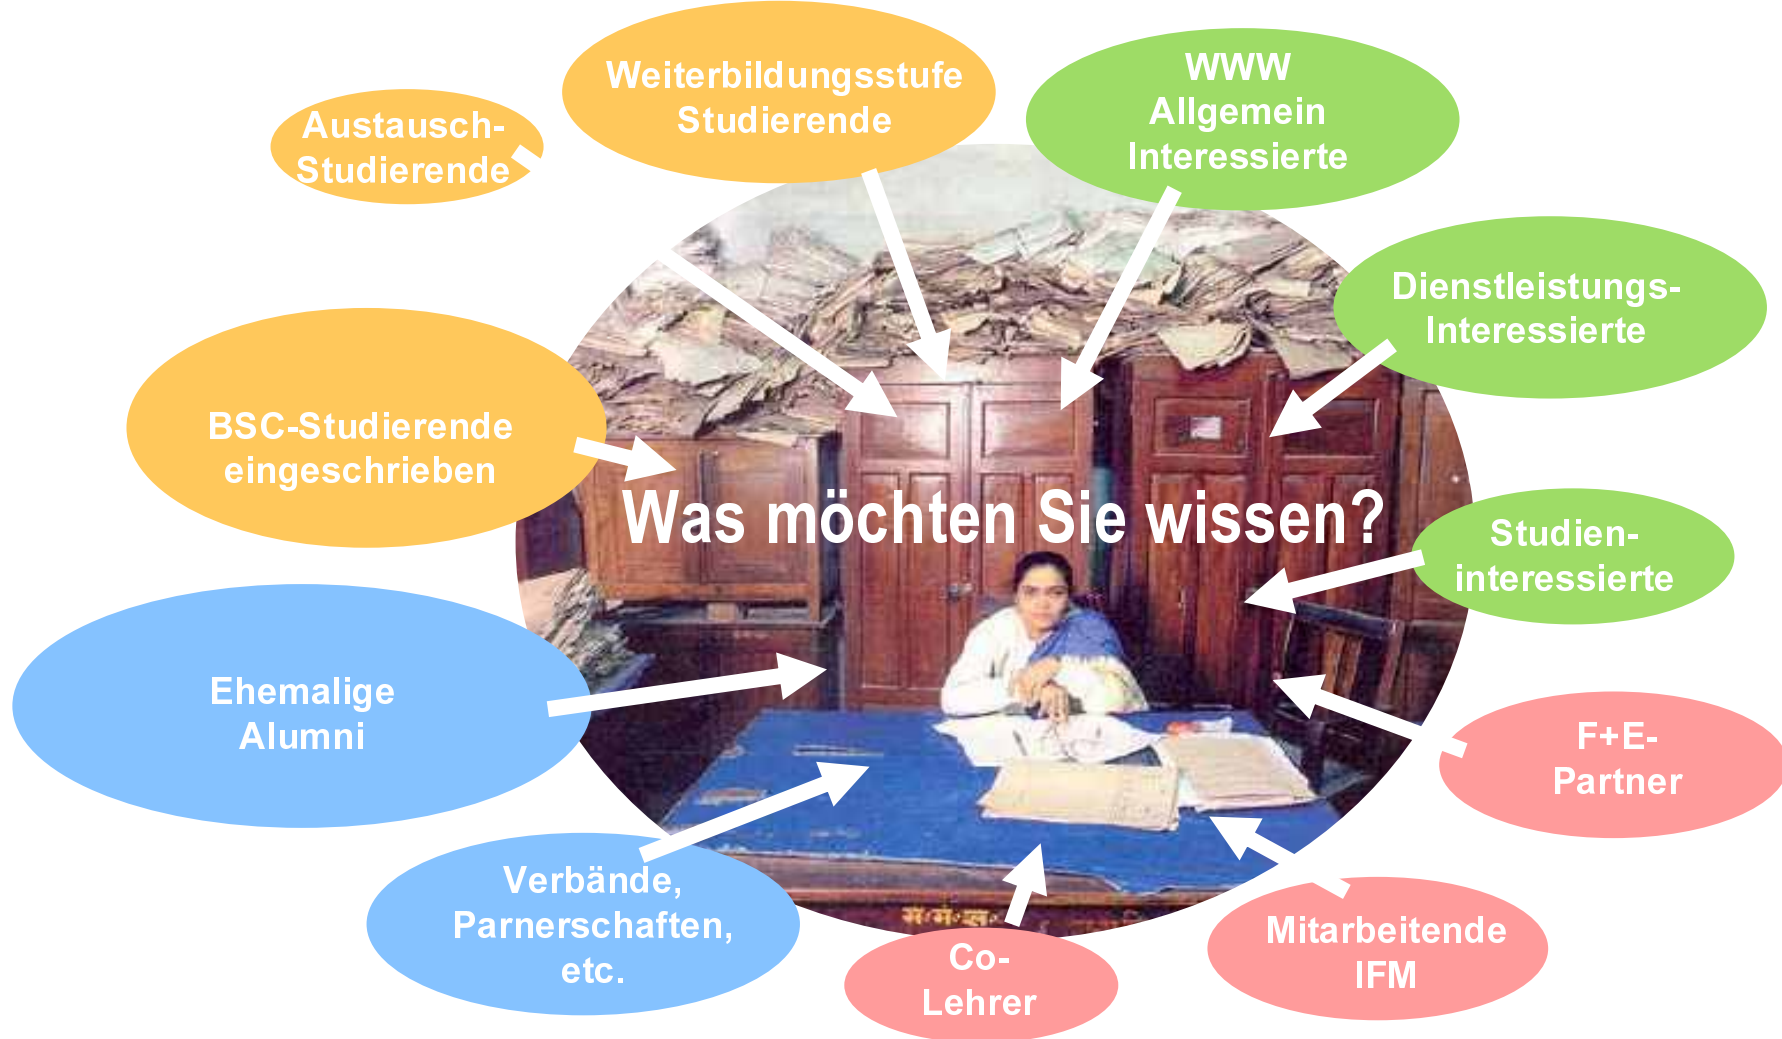 Weiterbildungsstufe
Studierende
WWW
Allgemein
Interessierte
Austausch-
Studierende
Dienstleistungs-
Interessierte
BSC-Studierende
eingeschrieben
Was möchten Sie wissen?
Studien-
interessierte
Ehemalige
Alumni
F+E-
Partner
Verbände,
Parnerschaften,
etc.
Mitarbeitende
IFM
Co-
Lehrer